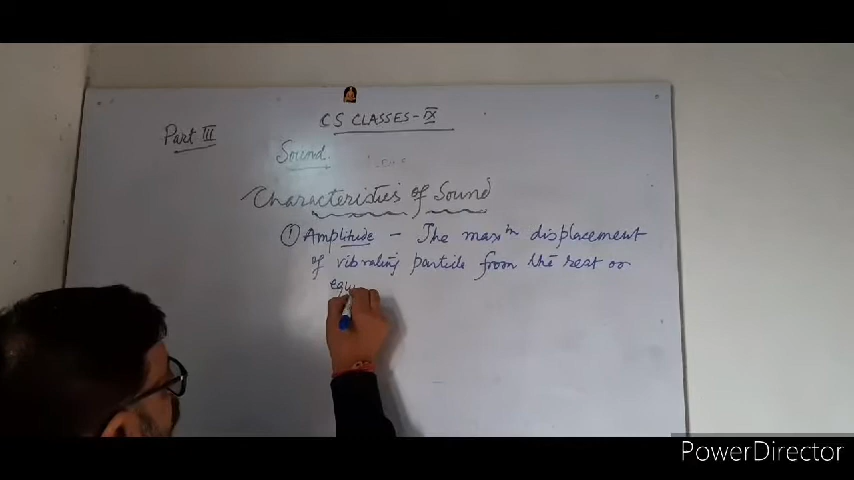 CS CLASSES-IX
Part III
Sound.
Characteristics of Sound
① Amplitude - The maxm displacement
of vibrating particle from the rest or
equ
PowerDirector